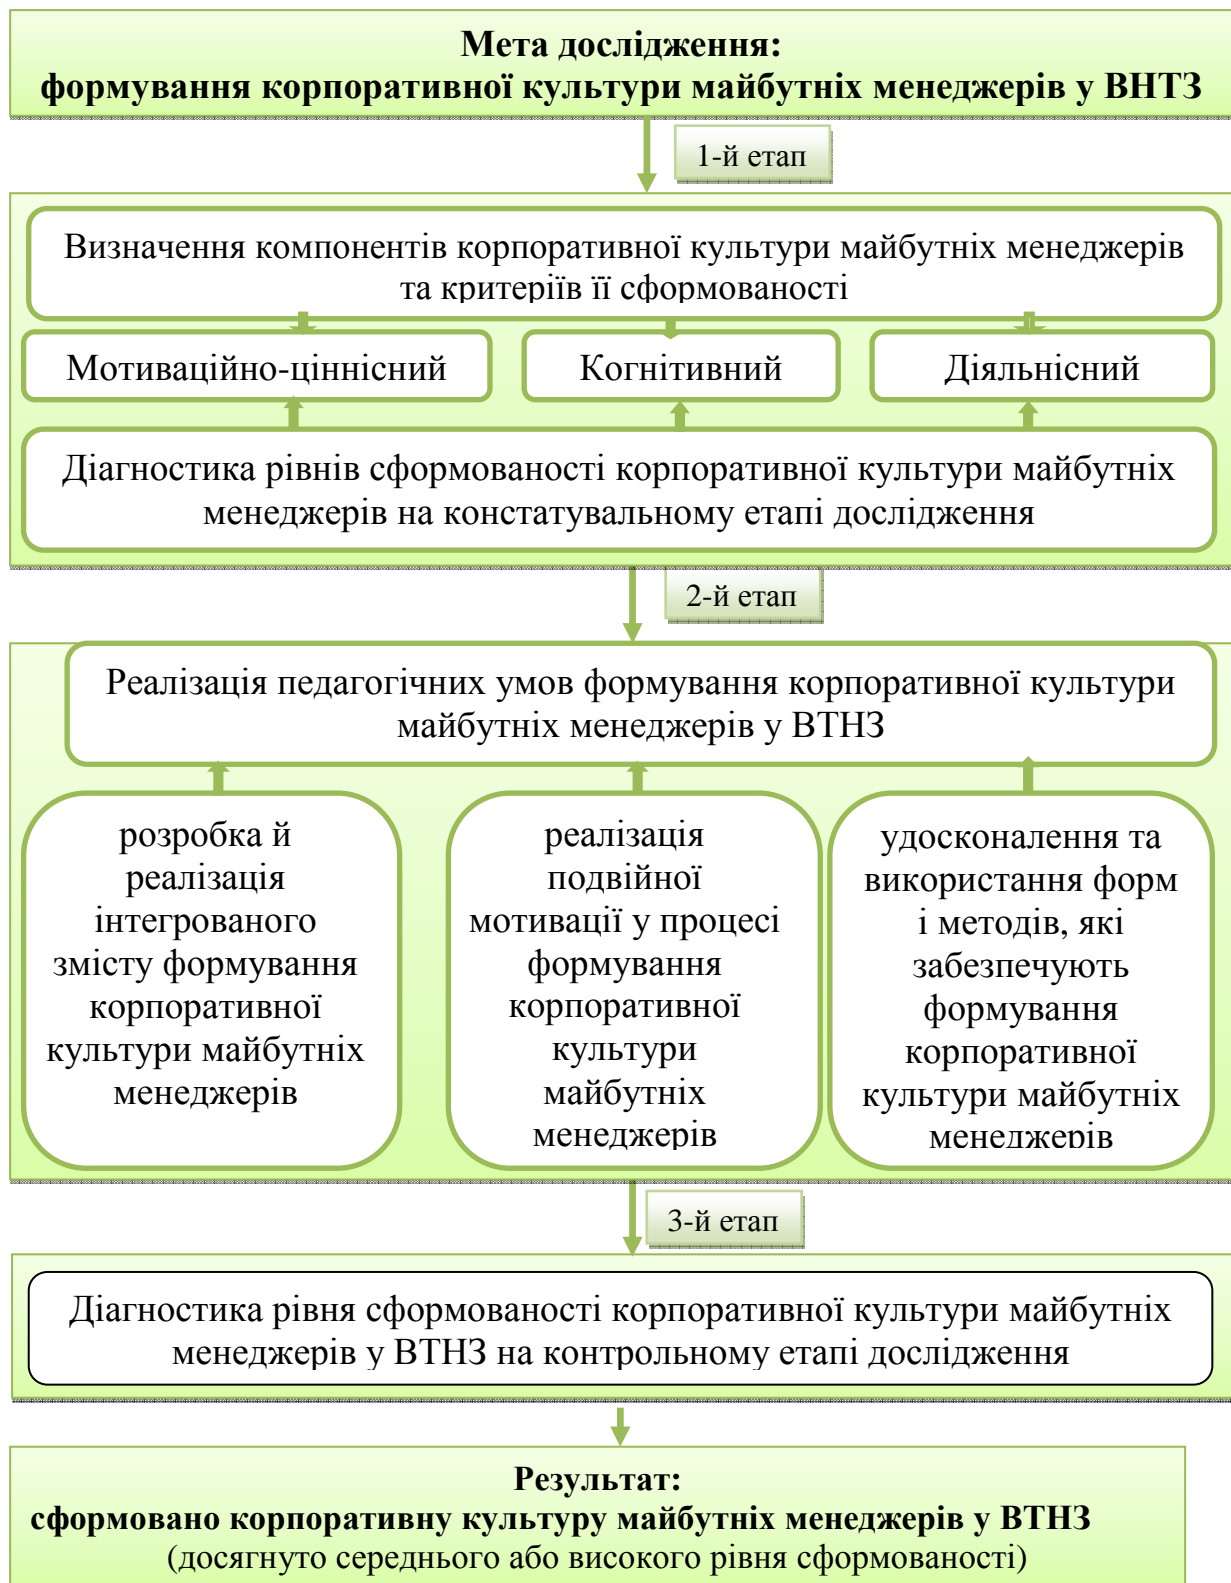 Мета дослідження:
формування корпоративної культури майбутніх менеджерів у ВНТЗ
1-й етап
Визначення компонентів корпоративної культури майбутніх менеджерів
та критеріїв її сформованості
Мотиваційно-ціннісний
Когнітивний
Діяльнісний
Діагностика рівнів сформованості корпоративної культури майбутніх
менеджерів на констатувальному етапі дослідження
2-й етап
Реалізація педагогічних умов формування корпоративної культури
майбутніх менеджерів у ВТНЗ
розробка й
реалізація
інтегрованого
змісту формування
корпоративної
культури майбутніх
менеджерів
реалізація
подвійної
мотивації у процесі
формування
корпоративної
культури
майбутніх
менеджерів
удосконалення та
використання форм
і методів, які
забезпечують
формування
корпоративної
культури майбутніх
менеджерів
3-й етап
Діагностика рівня сформованості корпоративної культури майбутніх
менеджерів у ВТНЗ на контрольному етапі дослідження
Результат:
сформовано корпоративну культуру майбутніх менеджерів у ВТНЗ
(досягнуто середнього або високого рівня сформованості)